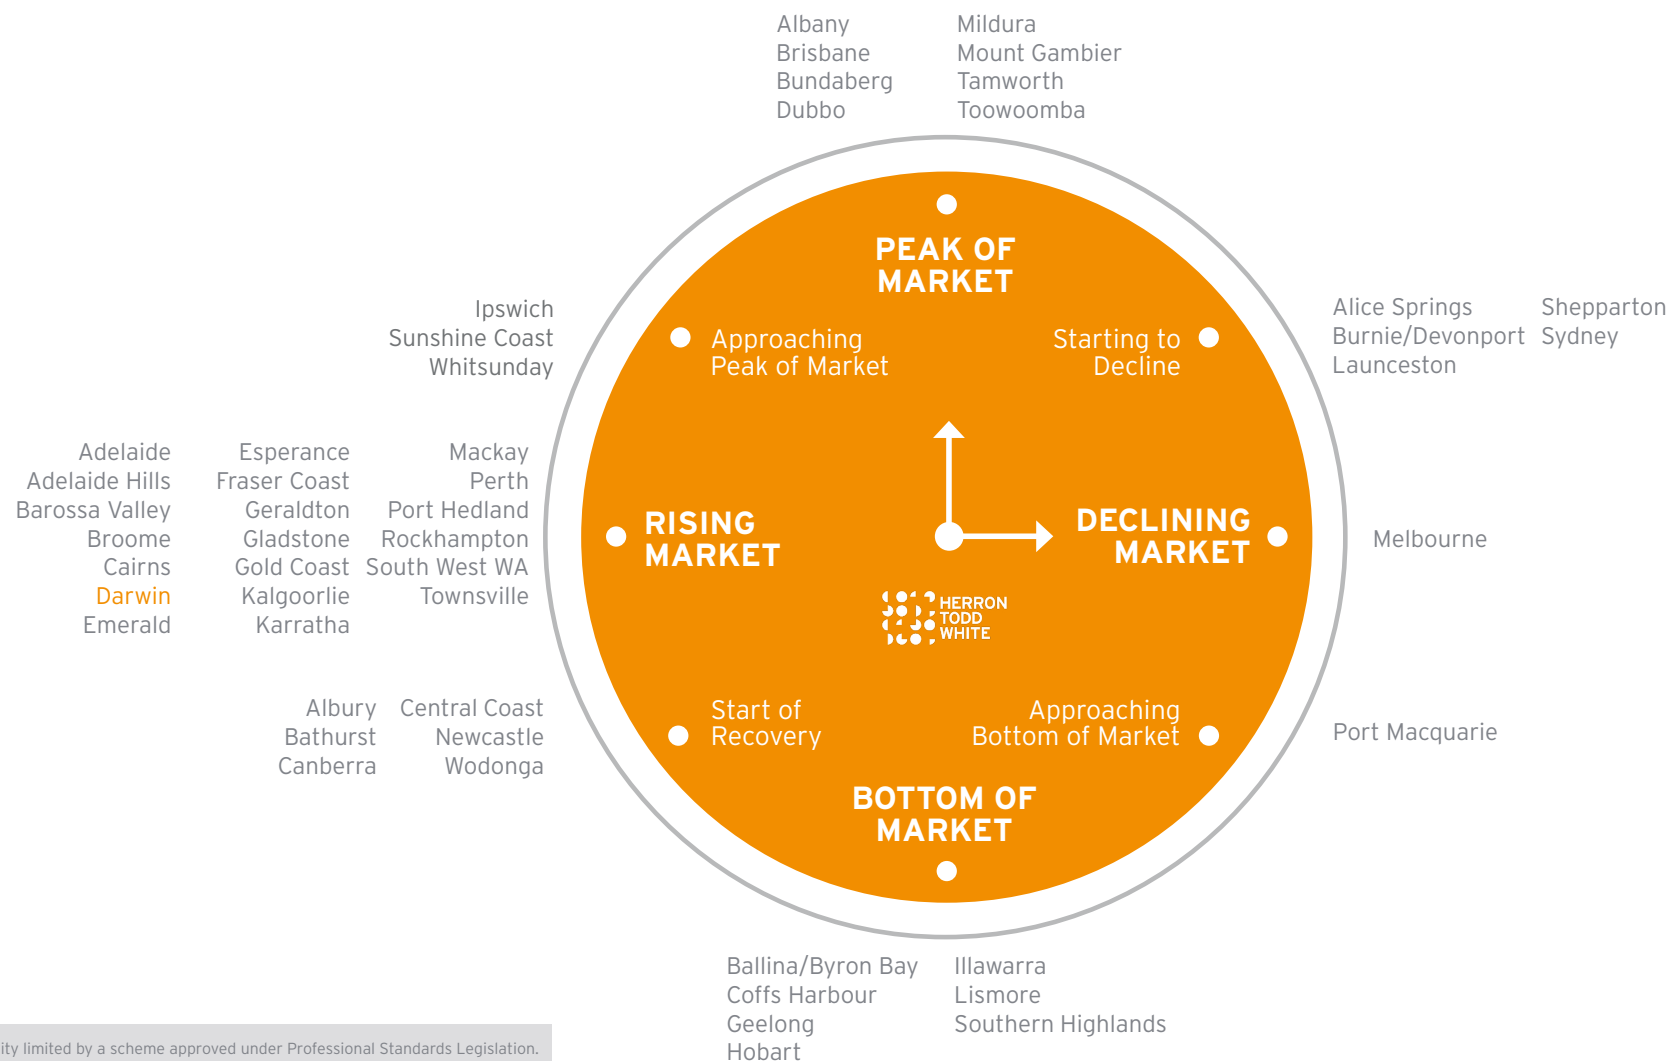 Albany
Brisbane
Bundaberg
Dubbo
Mildura
Mount Gambier
Tamworth
Toowoomba
PEAK OF
MARKET
Ipswich
Sunshine Coast
Whitsunday
Approaching
Peak of Market
Starting to
Decline
Alice Springs
Burnie/Devonport
Launceston
Shepparton
Sydney
Adelaide
Adelaide Hills
Barossa Valley
Broome
Cairns
Darwin
Emerald
Esperance
Fraser Coast
Geraldton
Gladstone
Gold Coast
Kalgoorlie
Karratha
Mackay
Perth
Port Hedland
Rockhampton
South West WA
Townsville
RISING
MARKET
DECLINING
MARKET
Melbourne
HERRON
TODD
WHITE
Albury
Bathurst
Canberra
Central Coast
Newcastle
Wodonga
Start of
Recovery
Approaching
Bottom of Market
Port Macquarie
BOTTOM OF
MARKET
Ballina/Byron Bay
Coffs Harbour
Geelong
Hobart
Illawarra
Lismore
Southern Highlands
limited by a scheme approved under Professional Standards Legislation.